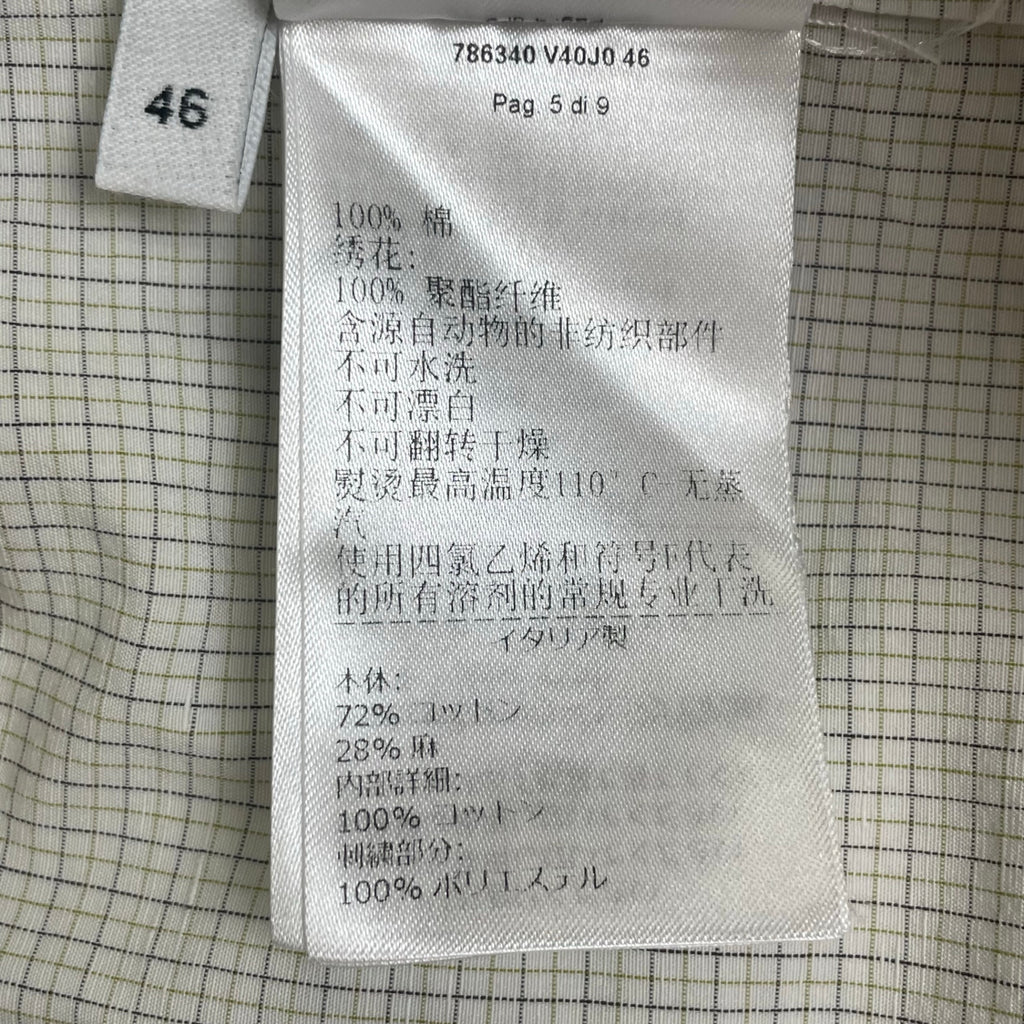 46
786340 V40J0 46
Pag. 5 di 9
100% 棉
绣花:
100% 聚酯纤维
含源自动物的非纺织部件
不可水洗
不可漂白
不可翻转干燥
熨烫最高温度110° C-无蒸
汽
使用四氯乙烯和符号F代表
的所有溶剂的常规专业干洗
イタリア製
本体:
72% コットン
28% 麻
内部詳細:
100% コットン
刺繍部分:
100% ポリエステル